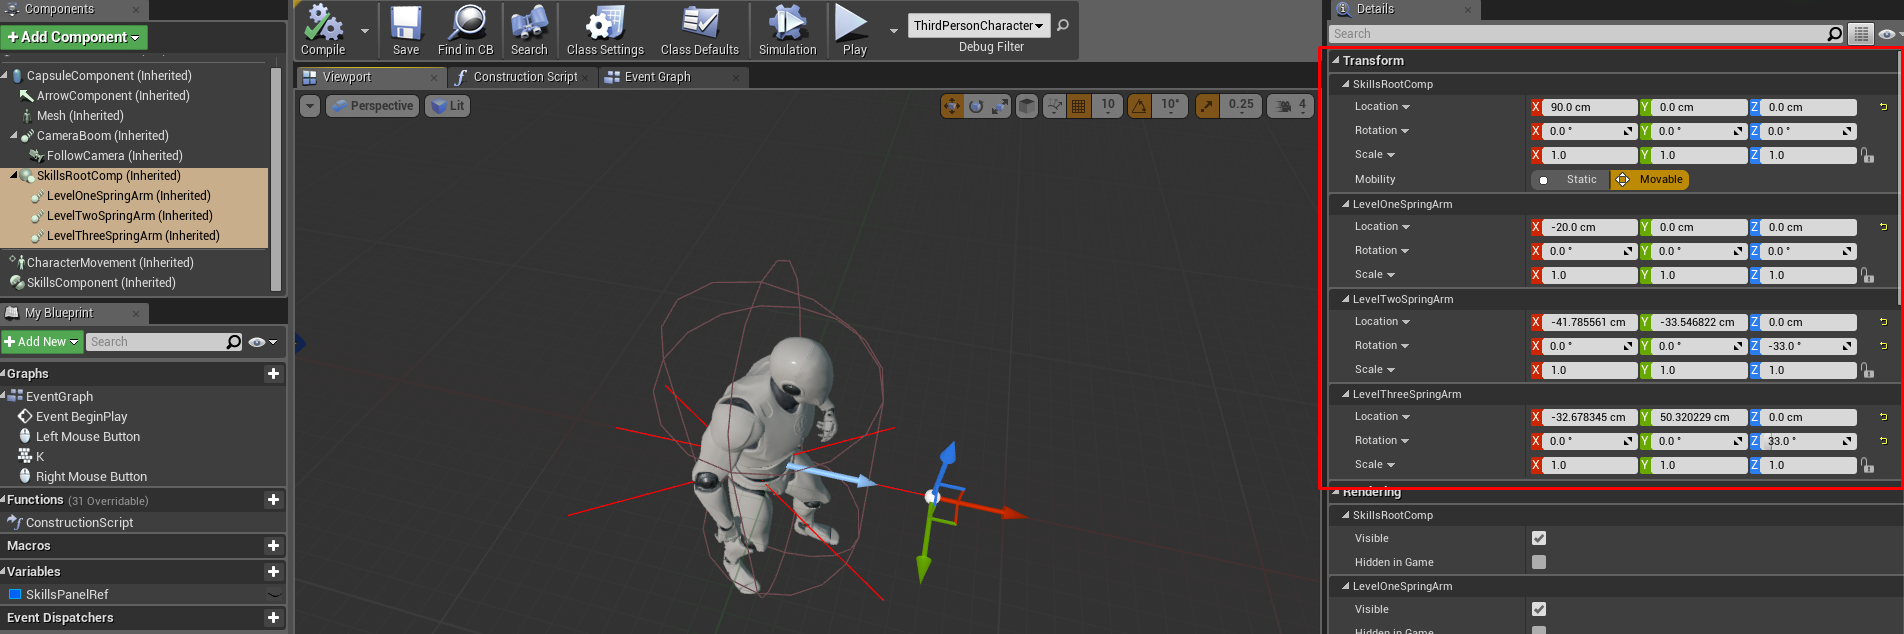 Components
+ Add Component
CapsuleComponent (Inherited)
ArrowComponent (Inherited)
Mesh (Inherited)
CameraBoom (Inherited)
FollowCamera (Inherited)
SkillsRootComp (Inherited)
LevelOneSpringArm (Inherited)
LevelTwoSpringArm (Inherited)
LevelThreeSpringArm (Inherited)
CharacterMovement (Inherited)
SkillsComponent (Inherited)
My Blueprint
+ Add New
Search
Graphs
EventGraph
Event BeginPlay
Left Mouse Button
K
Right Mouse Button
Functions (31 Overridable)
ConstructionScript
Macros
Variables
SkillsPanelRef
Event Dispatchers
Compile
Save
Find in CB
Search
Class Settings
Class Defaults
Simulation
Play
ThirdPersonCharacter
Debug Filter
Viewport
Construction Script
Event Graph
Perspective
Lit
10
10°
0.25
4
Details
Search
Transform
SkillsRootComp
Location X 90.0 cm Y 0.0 cm Z 0.0 cm
Rotation X 0.0 ° Y 0.0 ° Z 0.0 °
Scale X 1.0 Y 1.0 Z 1.0
Mobility Static Movable
LevelOneSpringArm
Location X -20.0 cm Y 0.0 cm Z 0.0 cm
Rotation X 0.0 ° Y 0.0 ° Z 0.0 °
Scale X 1.0 Y 1.0 Z 1.0
LevelTwoSpringArm
Location X -41.785561 cm Y -33.546822 cm Z 0.0 cm
Rotation X 0.0 ° Y 0.0 ° Z -33.0 °
Scale X 1.0 Y 1.0 Z 1.0
LevelThreeSpringArm
Location X -32.678345 cm Y 50.320229 cm Z 0.0 cm
Rotation X 0.0 ° Y 0.0 ° Z 33.0 °
Scale X 1.0 Y 1.0 Z 1.0
Rendering
SkillsRootComp
Visible
Hidden in Game
LevelOneSpringArm
Visible
Hidden in Game